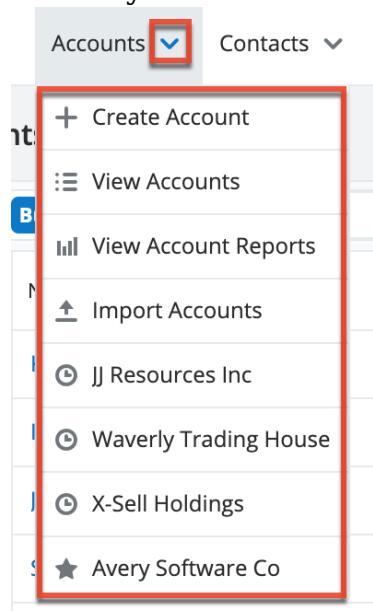 Accounts Contacts
Create Account
View Accounts
View Account Reports
Import Accounts
JJ Resources Inc
Waverly Trading House
X-Sell Holdings
Avery Software Co